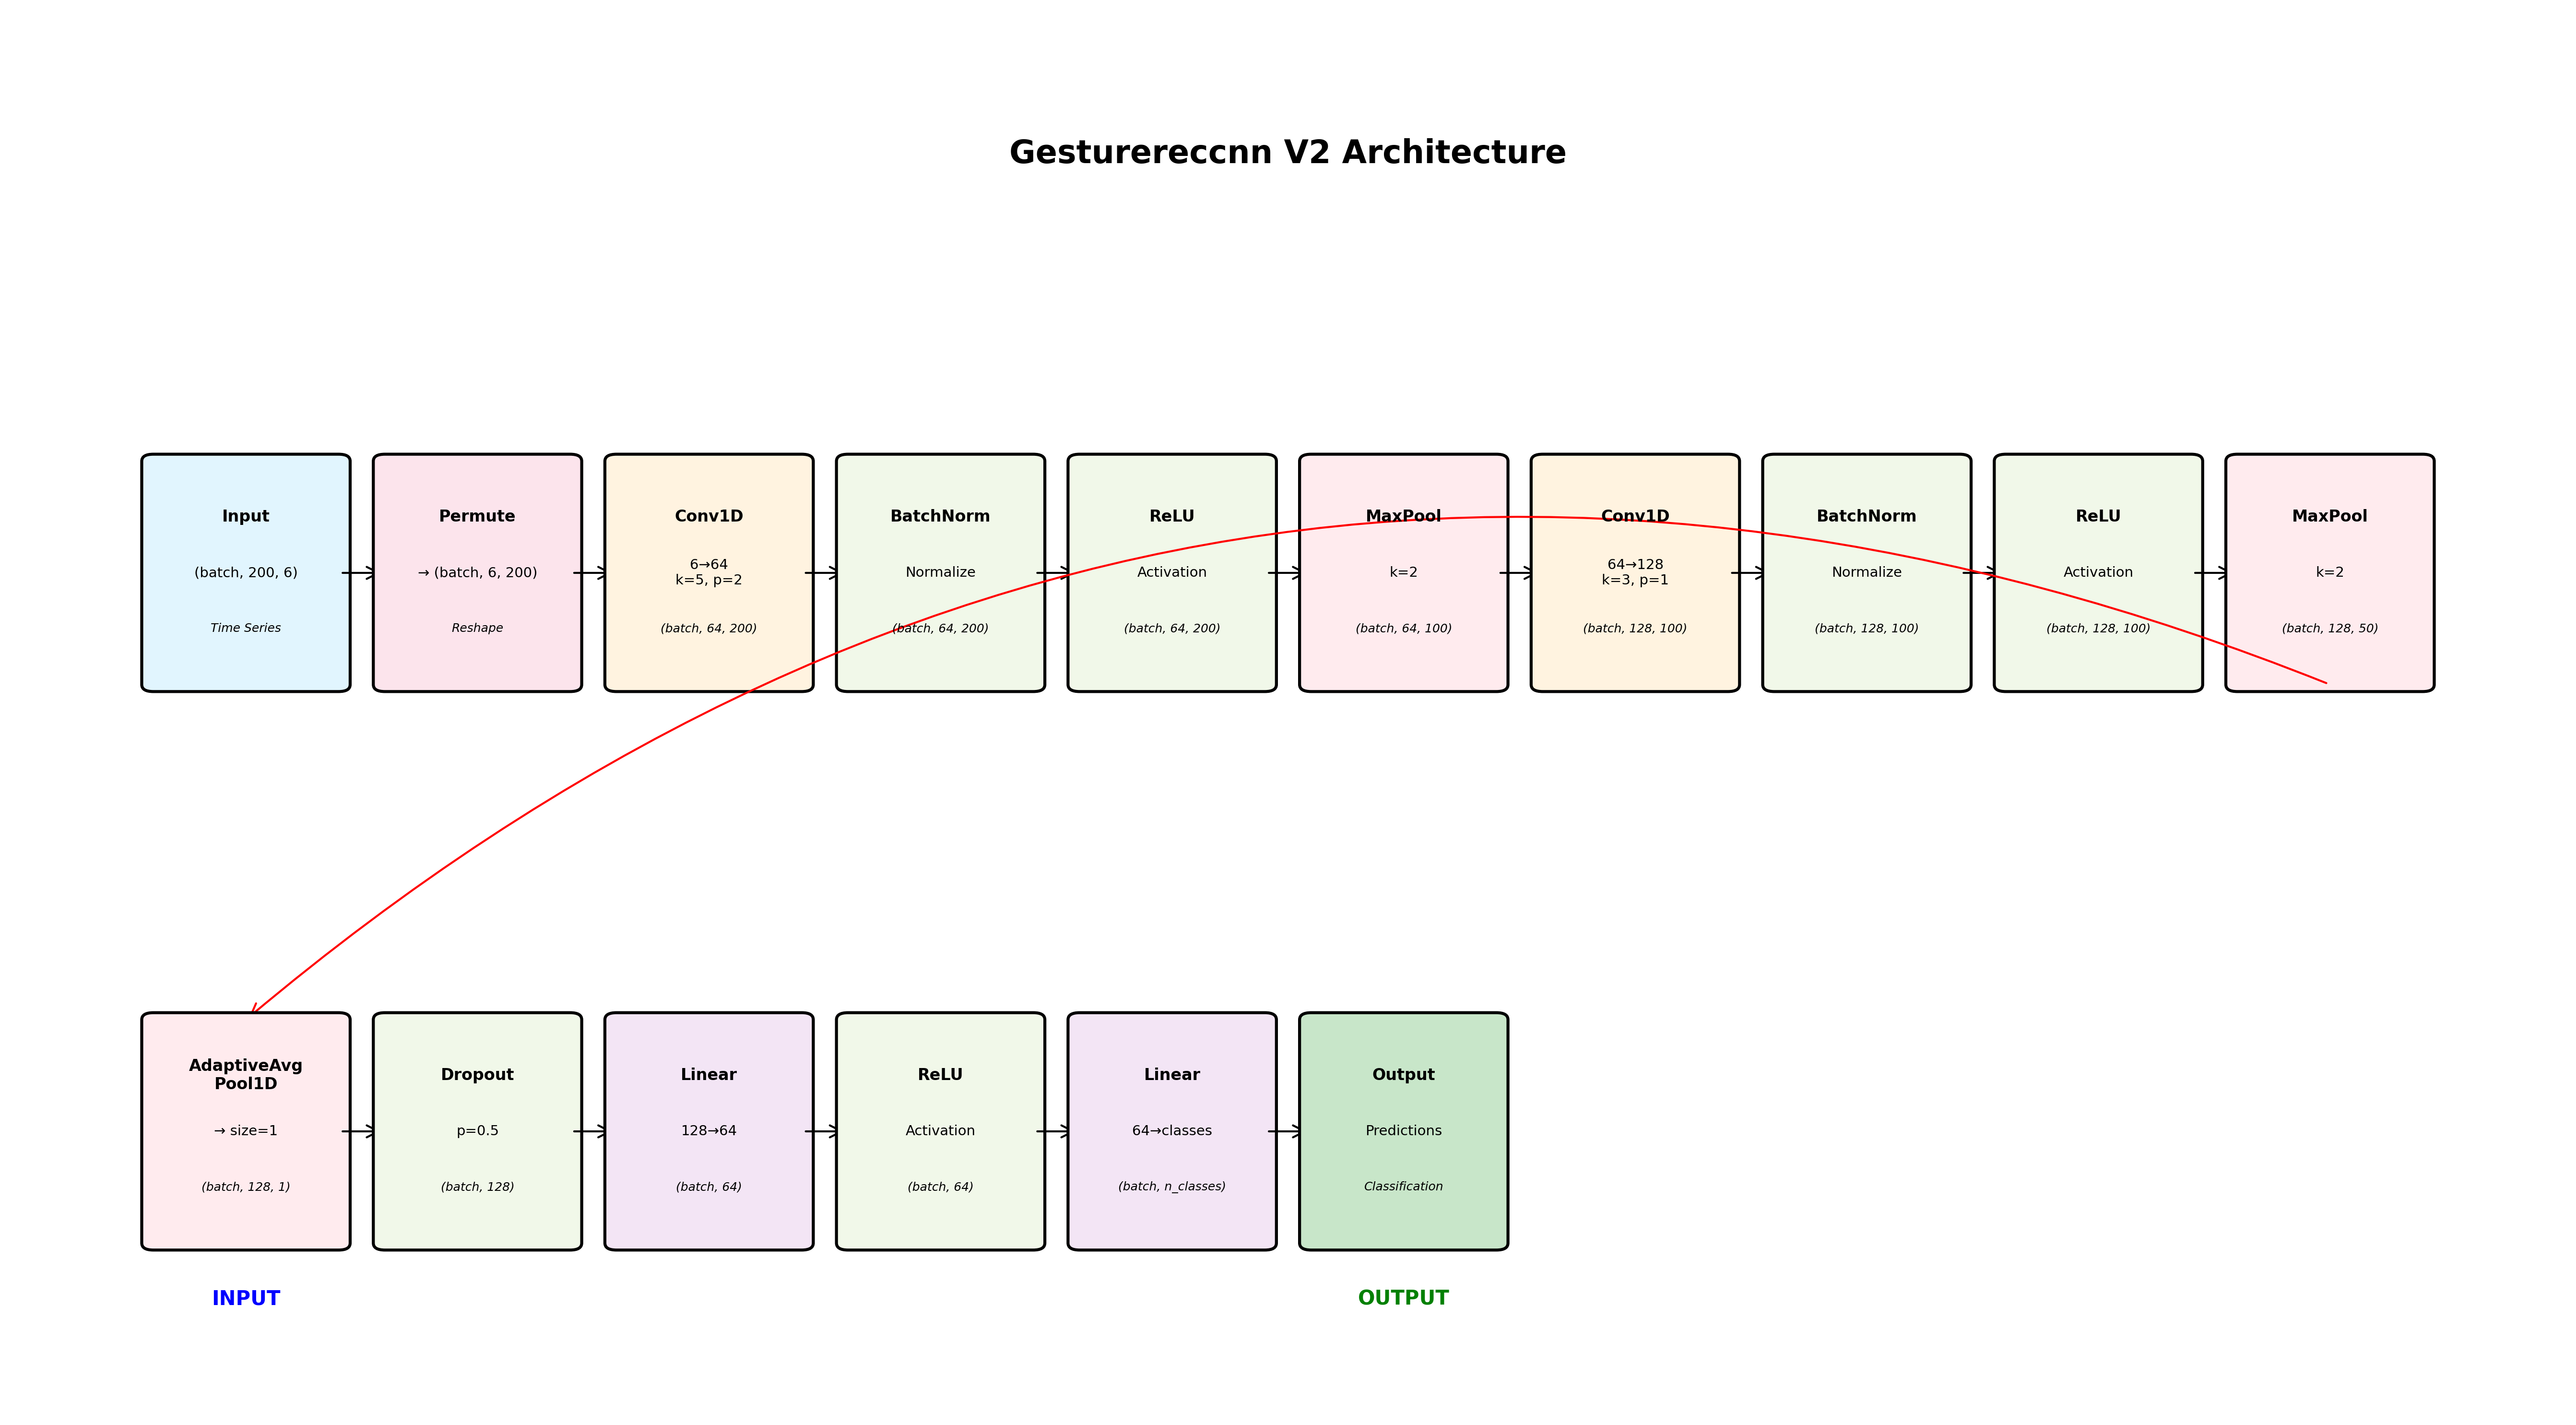 Gesturereccnn V2 Architecture
Input
(batch, 200, 6)
Time Series
Permute
→ (batch, 6, 200)
Reshape
Conv1D
6→64
k=5, p=2
(batch, 64, 200)
BatchNorm
Normalize
(batch, 64, 200)
ReLU
Activation
(batch, 64, 200)
MaxPool
k=2
(batch, 64, 100)
Conv1D
64→128
k=3, p=1
(batch, 128, 100)
BatchNorm
Normalize
(batch, 128, 100)
ReLU
Activation
(batch, 128, 100)
MaxPool
k=2
(batch, 128, 50)
AdaptiveAvg
Pool1D
→ size=1
(batch, 128, 1)
Dropout
p=0.5
(batch, 128)
Linear
128→64
(batch, 64)
ReLU
Activation
(batch, 64)
Linear
64→classes
(batch, n_classes)
Output
Predictions
Classification
INPUT
OUTPUT